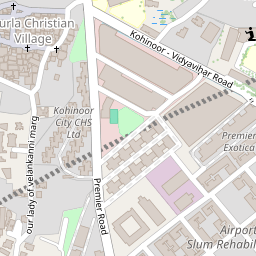 urla Christian
Village
Kohinoor - Vidyavihar Road
Kohinoor
City CHS
Ltd
our lady of velankanni marg
Premier Road
Premier
Exotica
Airport
Slum Rehabil